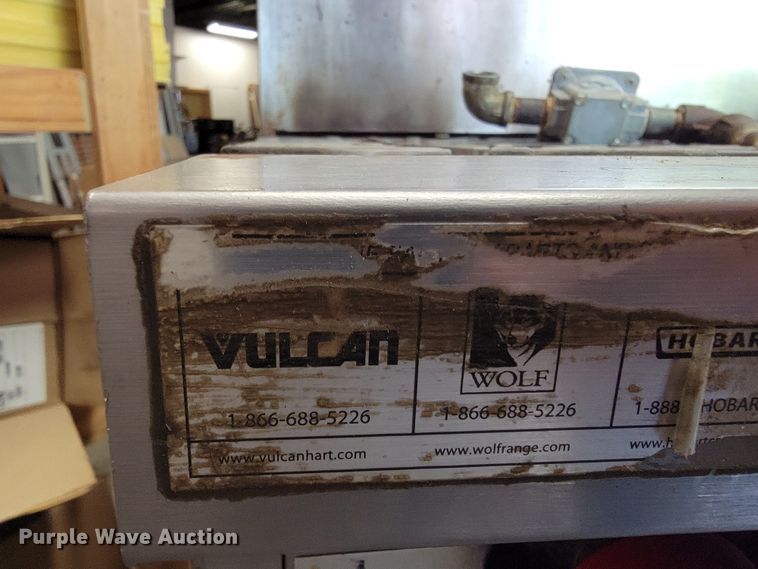 VULCAN
WOLF
HOBAR
1-866-688-5226
1-866-688-5226
1-888 HOBAR
www.vulcanhart.com
www.wolfrange.com
Purple Wave Auction